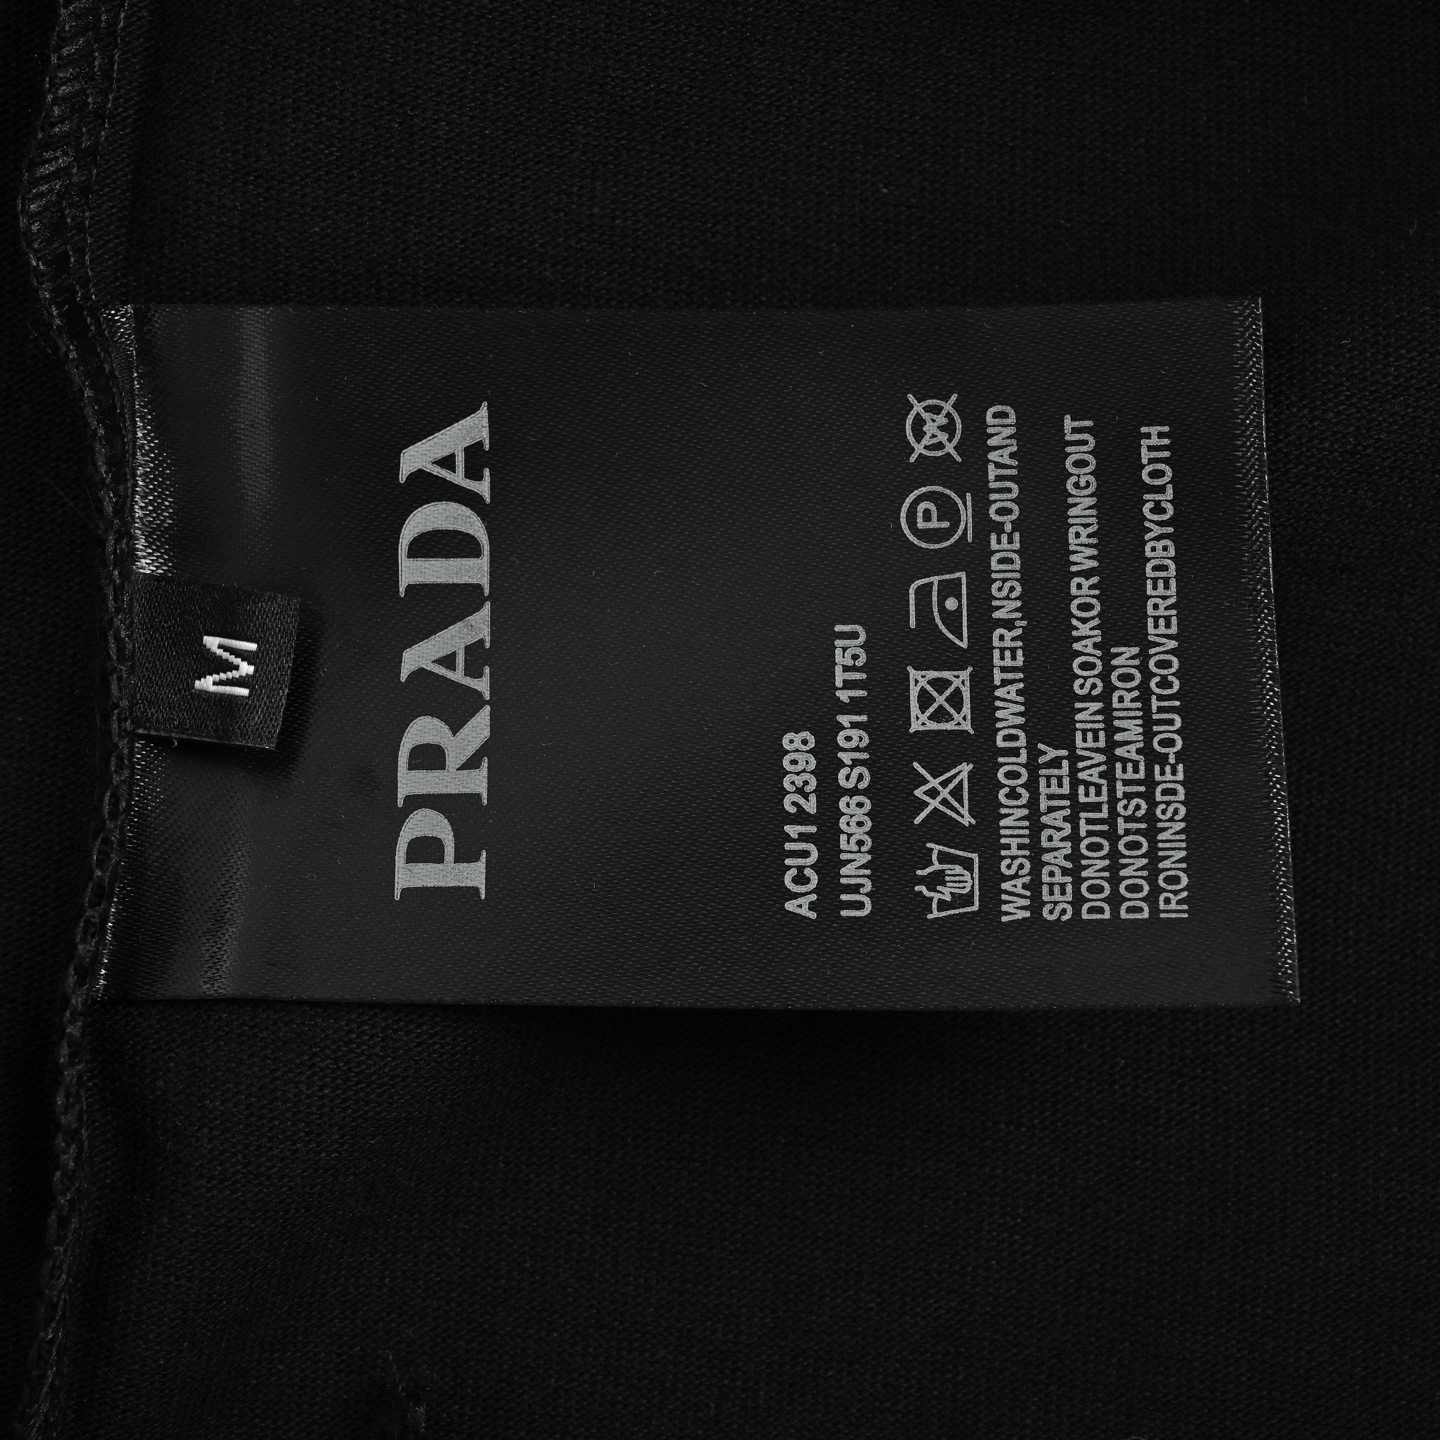 M
PRADA
ACU1 2398
UJN566 S191 1T5U
P
W
WASHINCOLDWATER,NSIDE-OUTAND
SEPARATELY
DONOTLEAVEIN SOAKOR WRINGOUT
DONOTSTEAMIRON
IRONINSDE-OUTCOVEREDBYCLOTH